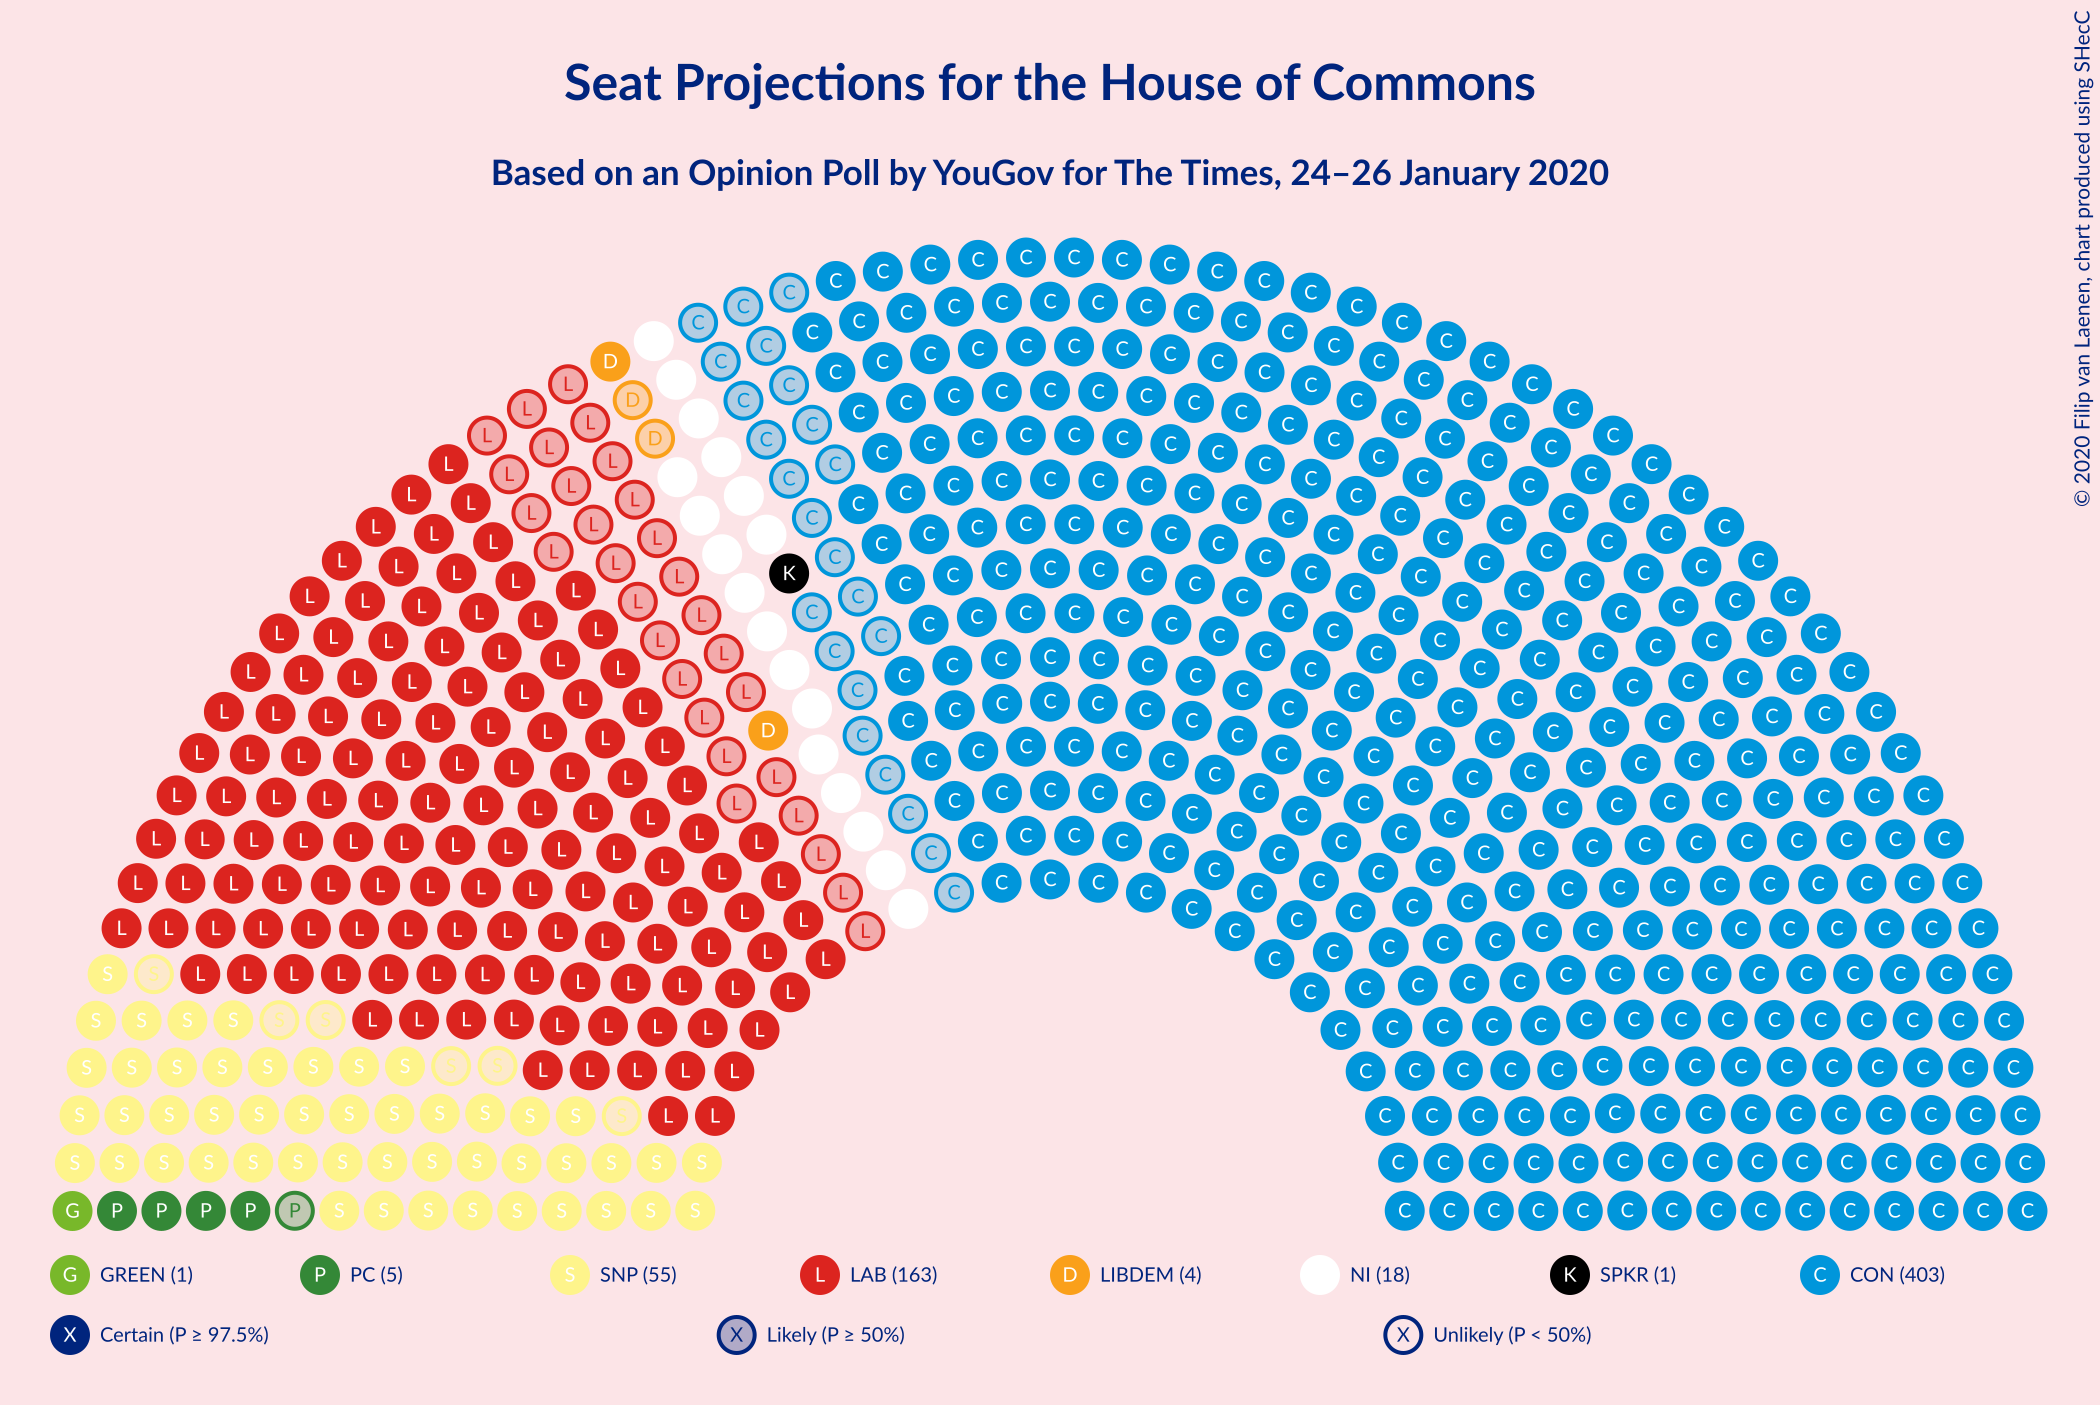 Seat Projections for the House of Commons
Based on an Opinion Poll by YouGov for The Times, 24–26 January 2020
© 2020 Filip van Laenen, chart produced using SHecC
G GREEN (1) P PC (5) S SNP (55) L LAB (163) D LIBDEM (4) NI (18) K SPKR (1) C CON (403)
X Certain (P ≥ 97.5%) X Likely (P ≥ 50%) X Unlikely (P < 50%)